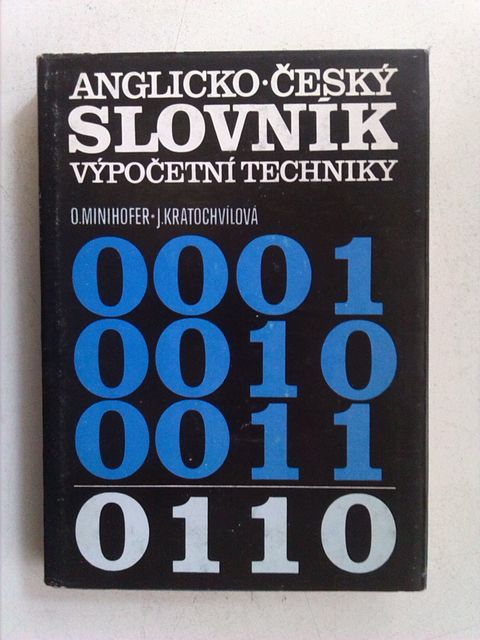 ANGLICKO·ČESKÝ
SLOVNÍK
VÝPOČETNÍ TECHNIKY
O.MINIHOFER·J.KRATOCHVÍLOVÁ
0001
0010
0011
0110